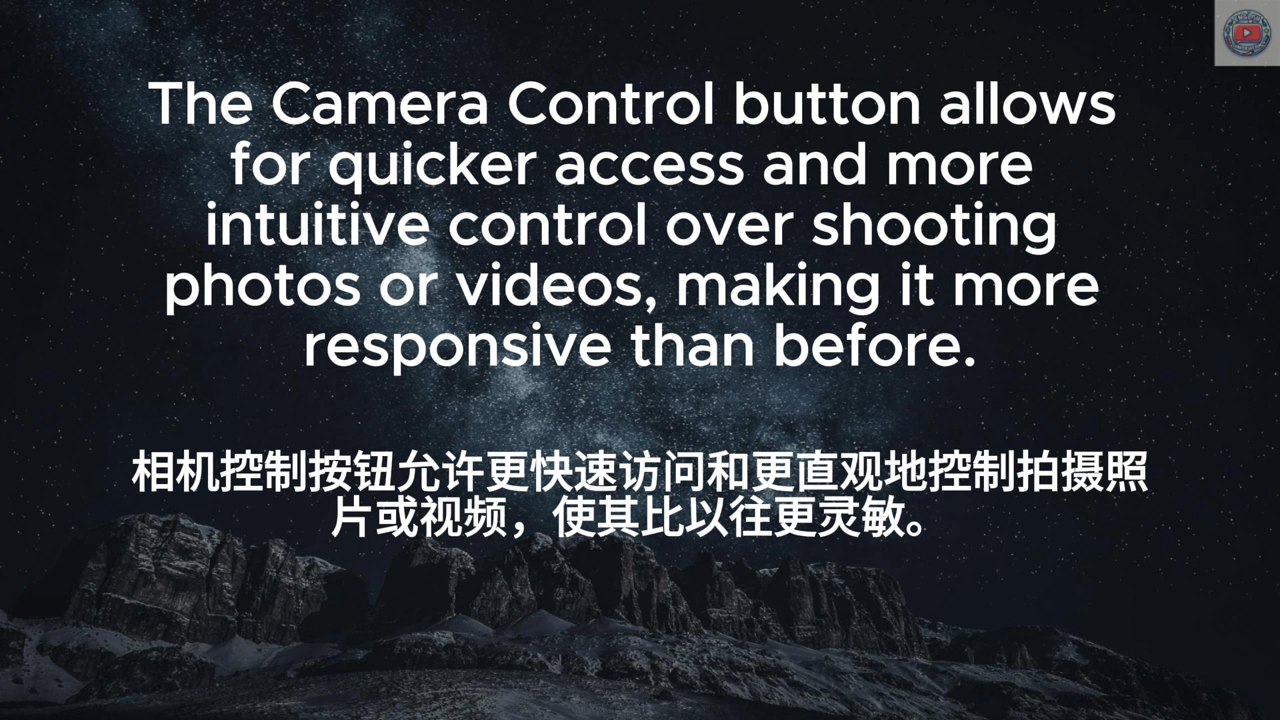 The Camera Control button allows
for quicker access and more
intuitive control over shooting
photos or videos, making it more
responsive than before.
相机控制按钮允许更快速访问和更直观地控制拍摄照
片或视频，使其比以往更灵敏。